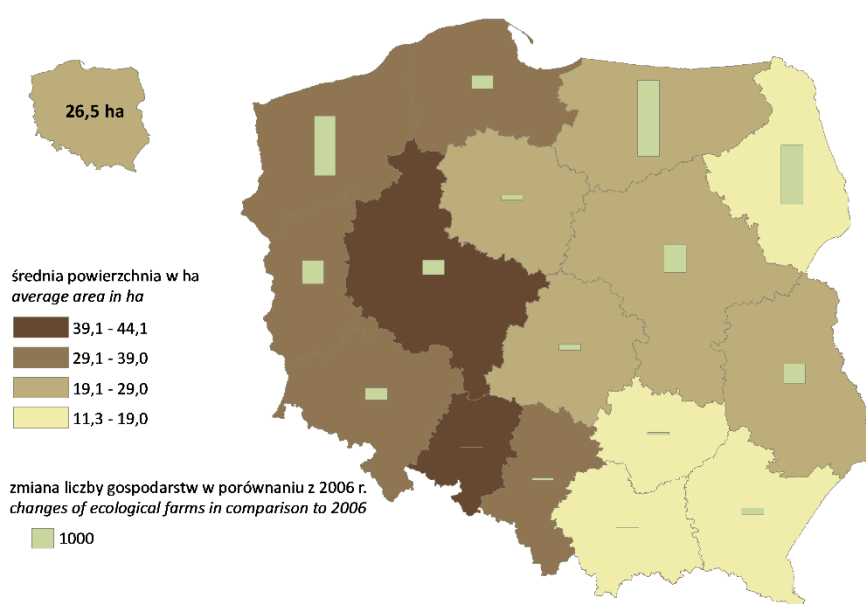 26,5 ha
średnia powierzchnia w ha
average area in ha
39,1 - 44,1
29,1 - 39,0
19,1 - 29,0
11,3 - 19,0
zmiana liczby gospodarstw w porównaniu z 2006 r.
changes of ecological farms in comparison to 2006
1000